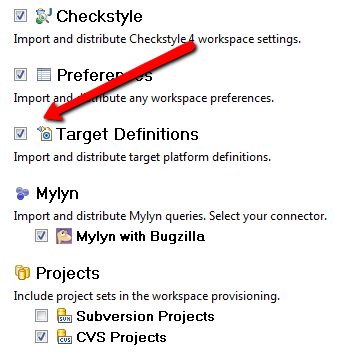 Checkstyle
Import and distribute Checkstyle 4 workspace settings.
Preferences
Import and distribute any workspace preferences.
Target Definitions
Import and distribute target platform definitions.
Mylyn
Import and distribute Mylyn queries. Select your connector.
Mylyn with Bugzilla
Projects
Include project sets in the workspace provisioning.
Subversion Projects
CVS Projects